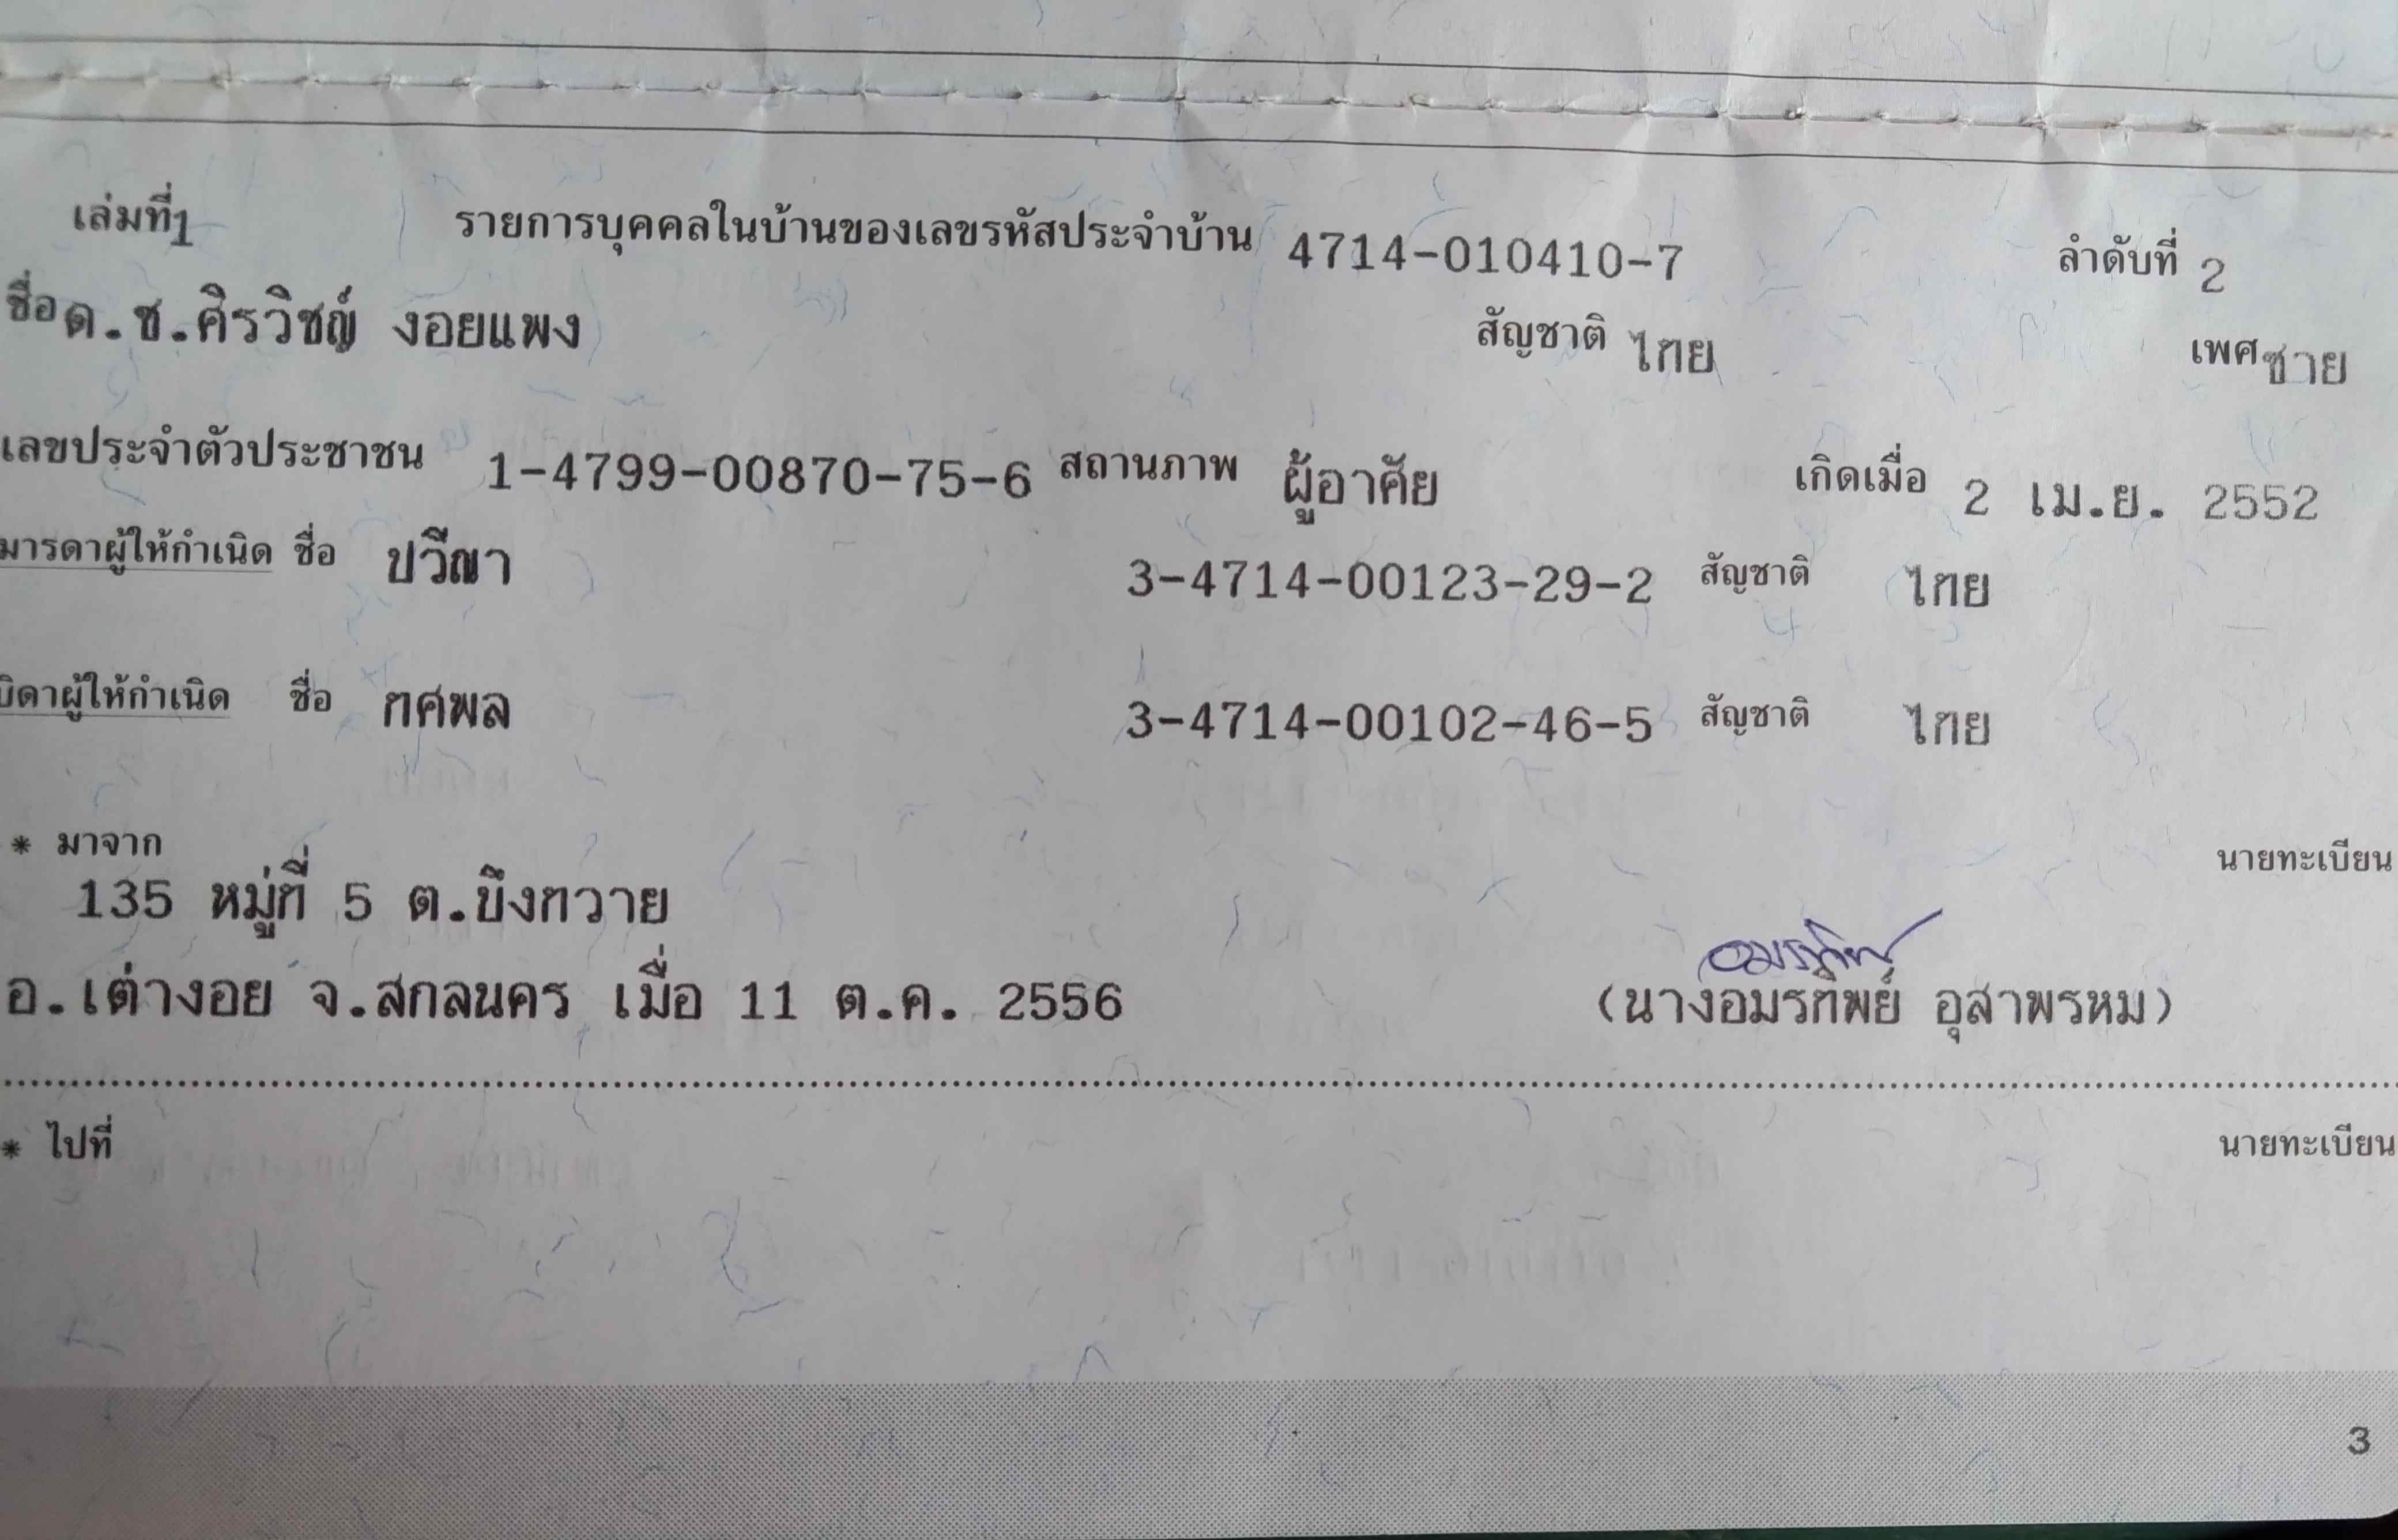 เล่มที่ 1 รายการบุคคลในบ้านของเลขรหัสประจำบ้าน 4714-010410-7 ลำดับที่ 2
ชื่อ ด.ช.ศิรวิชญ์ งอยแพง สัญชาติ ไทย เพศ ชาย
เลขประจำตัวประชาชน 1-4799-00870-75-6 สถานภาพ ผู้อาศัย เกิดเมื่อ 2 เม.ย. 2552
มารดาผู้ให้กำเนิด ชื่อ ปวีณา 3-4714-00123-29-2 สัญชาติ ไทย
บิดาผู้ให้กำเนิด ชื่อ ทศพล 3-4714-00102-46-5 สัญชาติ ไทย
* มาจาก นายทะเบียน
135 หมู่ที่ 5 ต.บึงทวาย
อมรทิพย์
อ.เต่างอย จ.สกลนคร เมื่อ 11 ต.ค. 2556 (นางอมรทิพย์ อุสาพรหม)
* ไปที่ นายทะเบียน
3